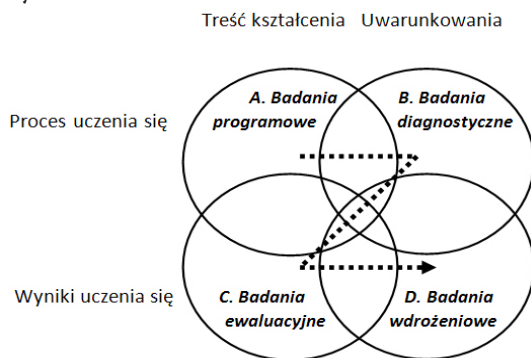 Treść kształcenia Uwarunkowania
Proces uczenia się
A. Badania
programowe
B. Badania
diagnostyczne
Wyniki uczenia się
C. Badania
ewaluacyjne
D. Badania
wdrożeniowe